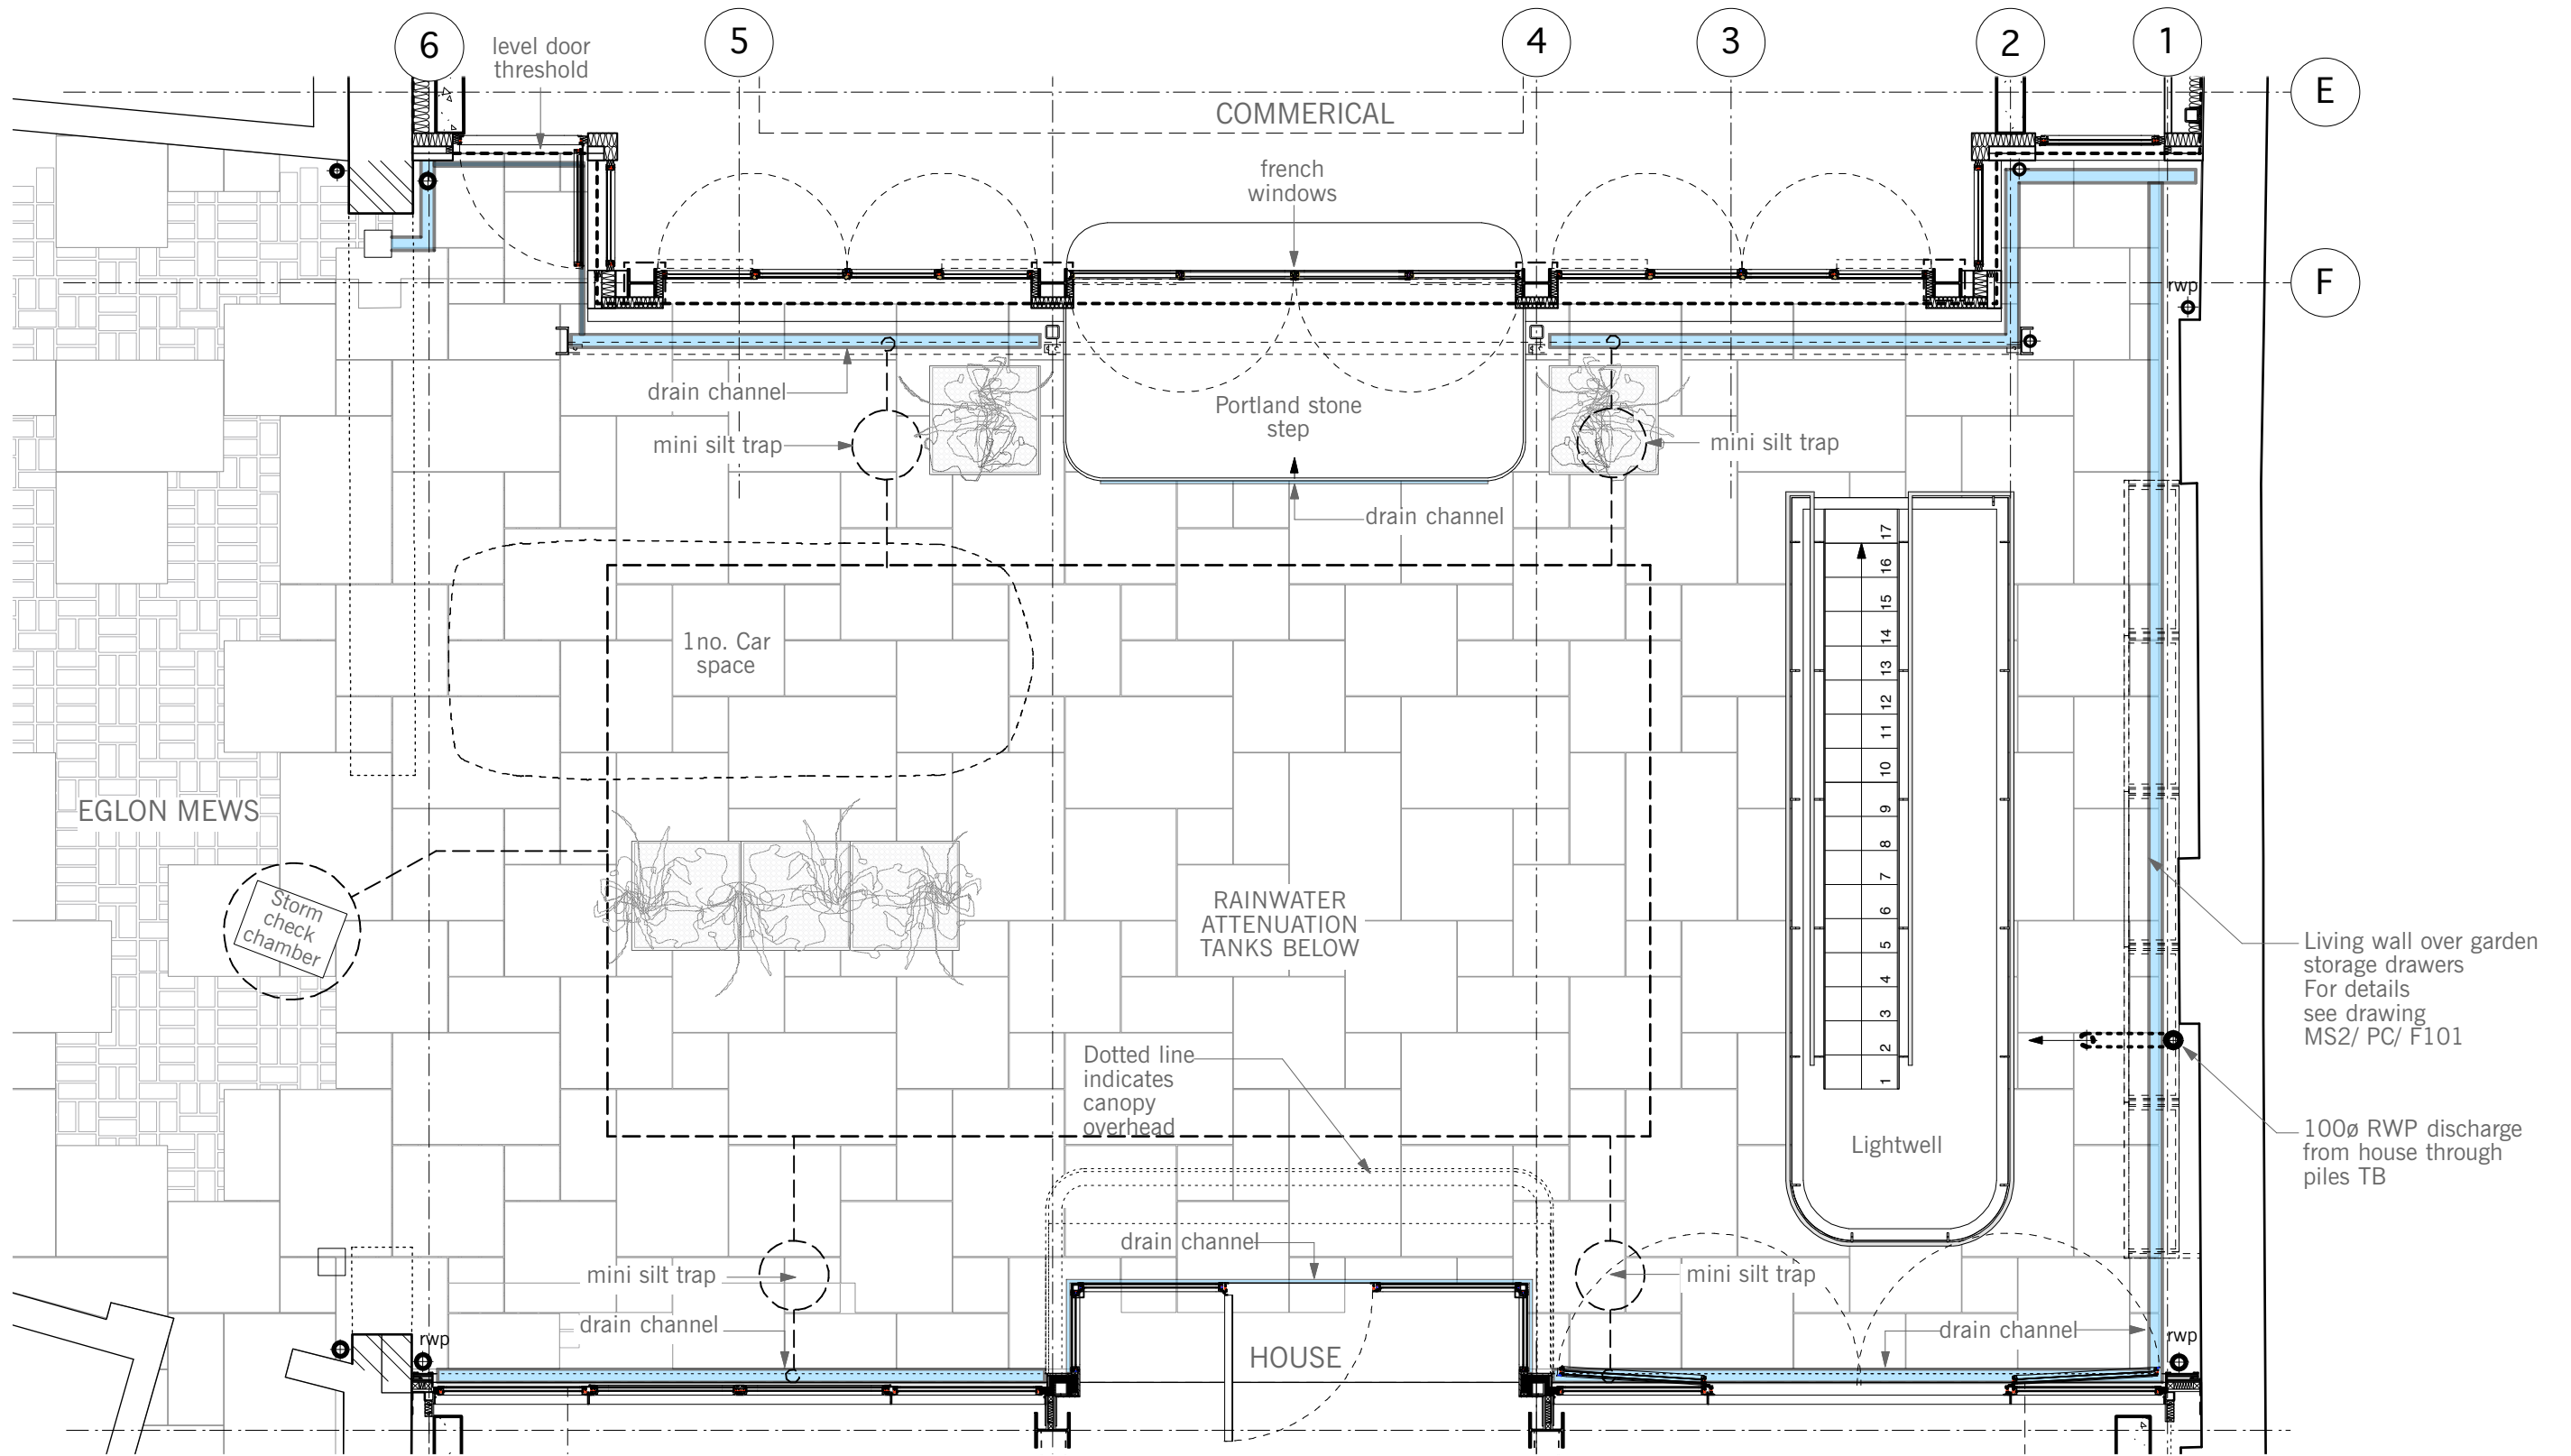 6
5
4
3
2
1
level door
threshold
E
COMMERICAL
french
windows
F
rwp
drain channel
Portland stone
step
mini silt trap
mini silt trap
drain channel
17
16
15
14
13
12
11
10
9
8
7
6
5
4
3
2
1
1no. Car
space
EGLON MEWS
Storm
check
chamber
RAINWATER
ATTENUATION
TANKS BELOW
Living wall over garden
storage drawers
For details
see drawing
MS2/ PC/ F101
Dotted line
indicates
canopy
overhead
Lightwell
100ø RWP discharge
from house through
piles TB
drain channel
mini silt trap
mini silt trap
drain channel
drain channel
rwp
rwp
HOUSE